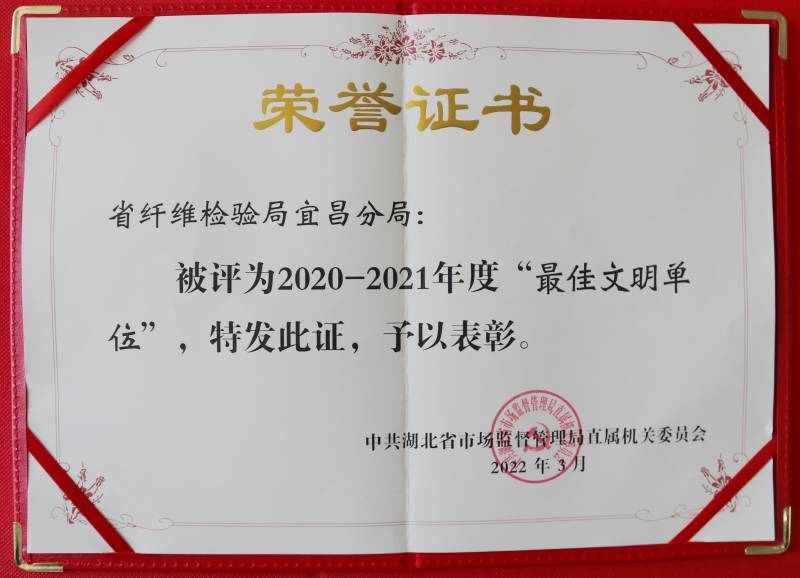 荣誉证书
省纤维检验局宜昌分局：
被评为2020-2021年度“最佳文明单
位”，特发此证，予以表彰。
中共湖北省市场监督管理局直属机关委员会
2022 年 3 月